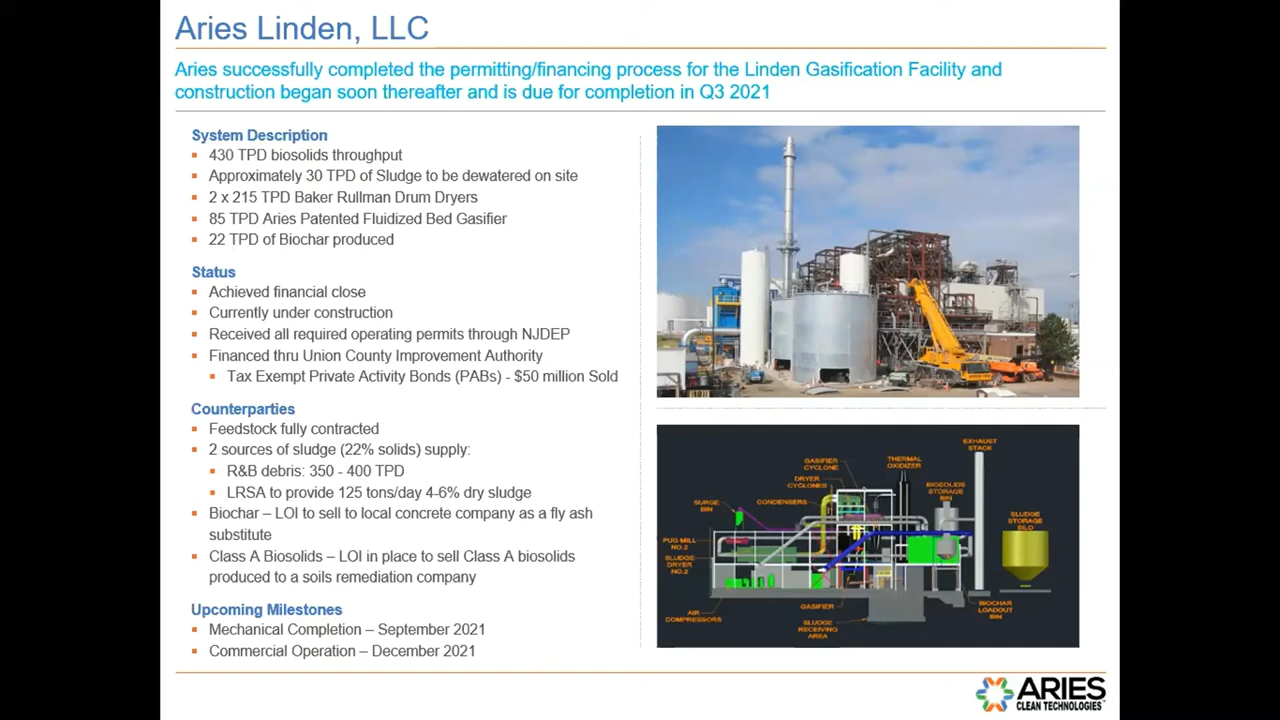 Aries Linden, LLC
Aries successfully completed the permitting/financing process for the Linden Gasification Facility and
construction began soon thereafter and is due for completion in Q3 2021
System Description
430 TPD biosolids throughput
Approximately 30 TPD of Sludge to be dewatered on site
2 x 215 TPD Baker Rullman Drum Dryers
85 TPD Aries Patented Fluidized Bed Gasifier
22 TPD of Biochar produced
Status
Achieved financial close
Currently under construction
Received all required operating permits through NJDEP
Financed thru Union County Improvement Authority
Tax Exempt Private Activity Bonds (PABs) - $50 million Sold
Counterparties
Feedstock fully contracted
2 sources of sludge (22% solids) supply:
R&B debris: 350 - 400 TPD
LRSA to provide 125 tons/day 4-6% dry sludge
Biochar – LOI to sell to local concrete company as a fly ash
substitute
Class A Biosolids – LOI in place to sell Class A biosolids
produced to a soils remediation company
Upcoming Milestones
Mechanical Completion – September 2021
Commercial Operation – December 2021
EXHAUST
STACK
GASIFIER
CYCLONE
THERMAL
OXIDIZER
DRYER
CYCLONES
BIOSOLIDS
STORAGE
BIN
CONDENSERS
SURGE
BIN
SLUDGE
STORAGE
SILO
PUG MILL
NO.2
SLUDGE
DRYER
NO.2
AIR
COMPRESSORS
GASIFIER
SLUDGE
RECEIVING
AREA
BIOCHAR
LOADOUT
BIN
ARIES
CLEAN TECHNOLOGIES